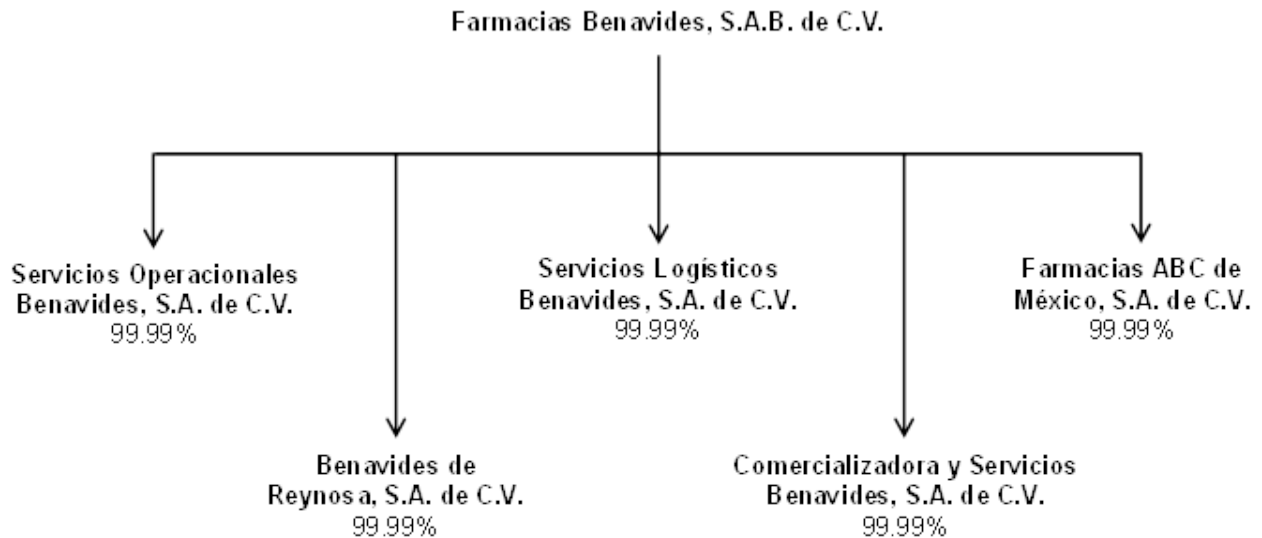 Farmacias Benavides, S.A.B. de C.V.
Servicios Operacionales
Benavides, S.A. de C.V.
99.99%
Servicios Logísticos
Benavides, S.A. de C.V.
99.99%
Farmacias ABC de
México, S.A. de C.V.
99.99%
Benavides de
Reynosa, S.A. de C.V.
99.99%
Comercializadora y Servicios
Benavides, S.A. de C.V.
99.99%